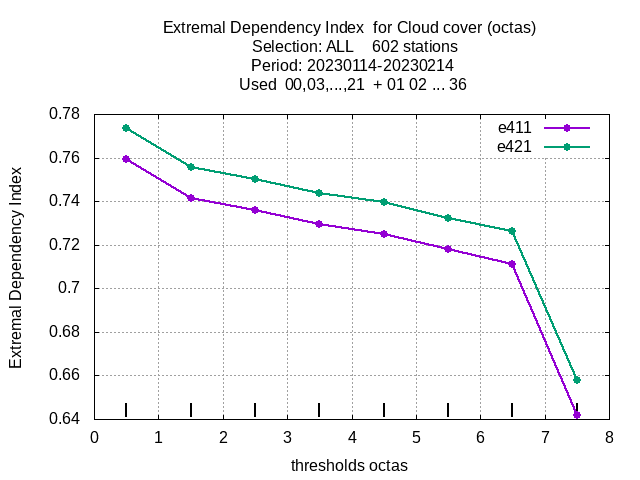 Extremal Dependency Index  for Cloud cover (octas)
Selection: ALL    602 stations
Period: 20230114-20230214
Used  00,03,...,21  + 01 02 ... 36
e411
e421
Extremal Dependency Index
0.78
0.76
0.74
0.72
0.7
0.68
0.66
0.64
0 1 2 3 4 5 6 7 8
thresholds octas